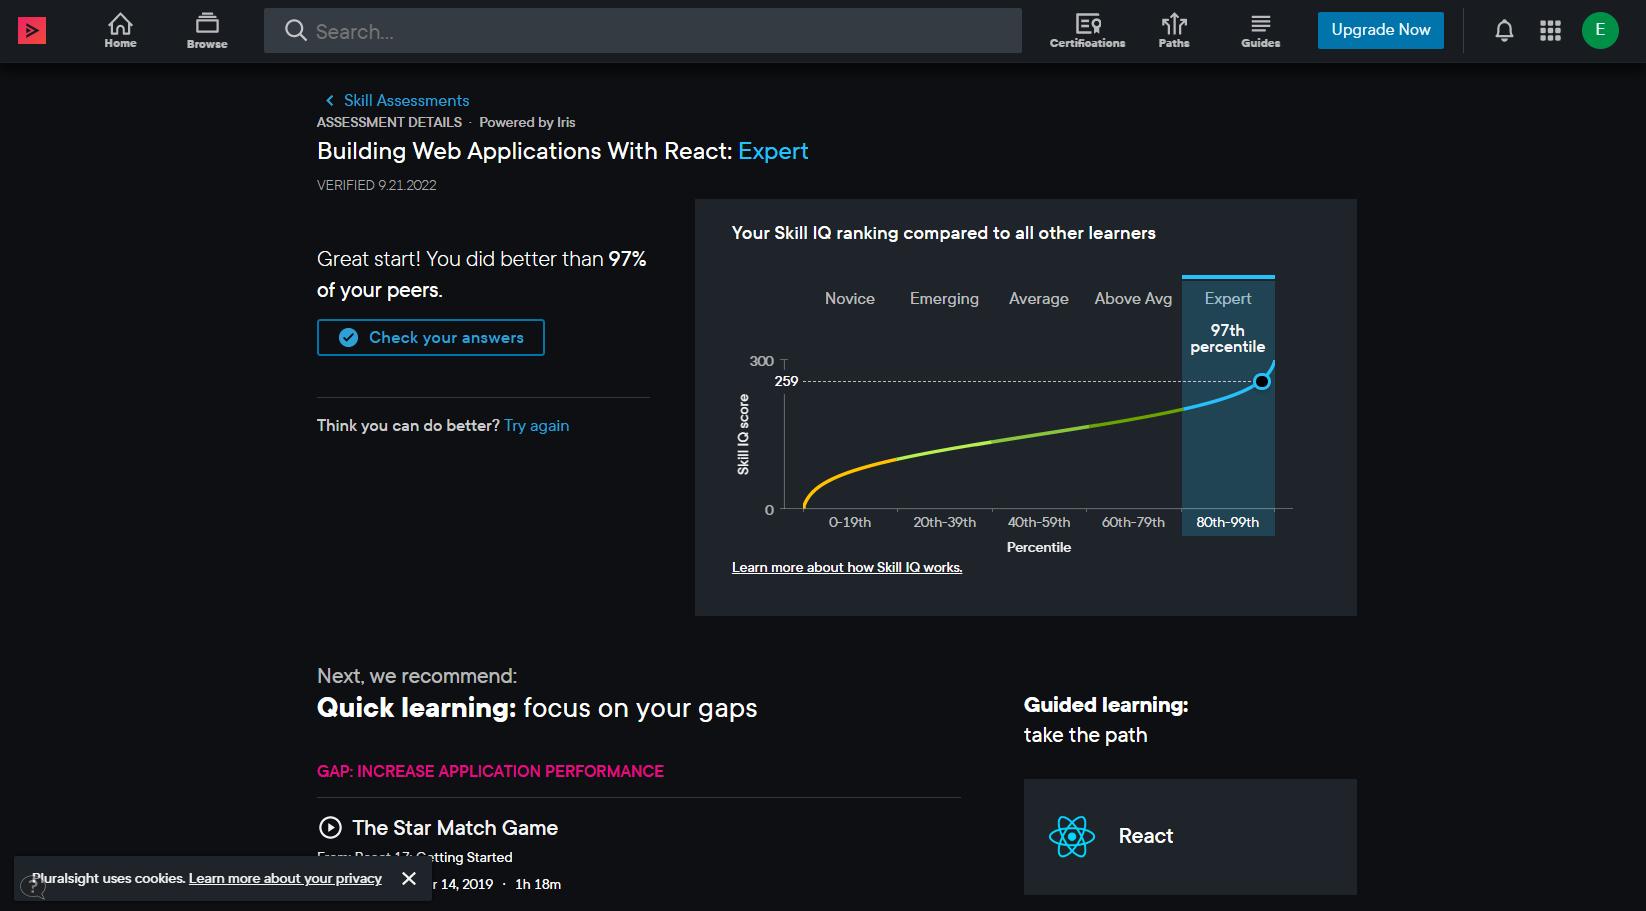 Home
Browse
Search...
Certifications
Paths
Guides
Upgrade Now
E
Skill Assessments
ASSESSMENT DETAILS · Powered by Iris
Building Web Applications With React: Expert
VERIFIED 9.21.2022
Great start! You did better than 97%
of your peers.
Check your answers
Think you can do better? Try again
Your Skill IQ ranking compared to all other learners
Novice Emerging Average Above Avg Expert
97th
percentile
300
259
Skill IQ score
0
0-19th 20th-39th 40th-59th 60th-79th 80th-99th
Percentile
Learn more about how Skill IQ works.
Next, we recommend:
Quick learning: focus on your gaps
GAP: INCREASE APPLICATION PERFORMANCE
The Star Match Game
From: React 17: Getting Started
14, 2019 · 1h 18m
Guided learning:
take the path
React
Pluralsight uses cookies. Learn more about your privacy
?